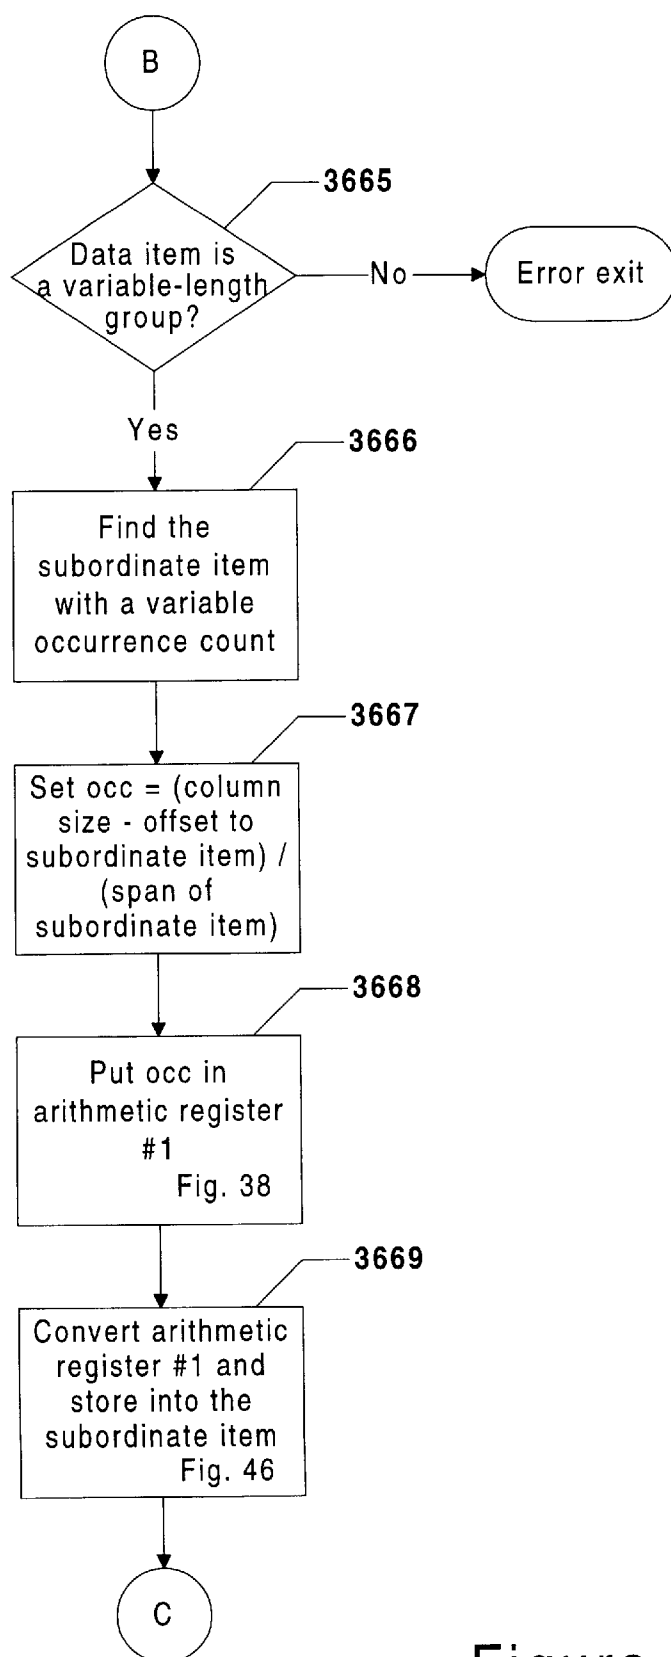 B
3665
Data item is
a variable-length
group?
No
Error exit
Yes
3666
Find the
subordinate item
with a variable
occurrence count
3667
Set occ = (column
size - offset to
subordinate item) /
(span of
subordinate item)
3668
Put occ in
arithmetic register
#1
Fig. 38
3669
Convert arithmetic
register #1 and
store into the
subordinate item
Fig. 46
C